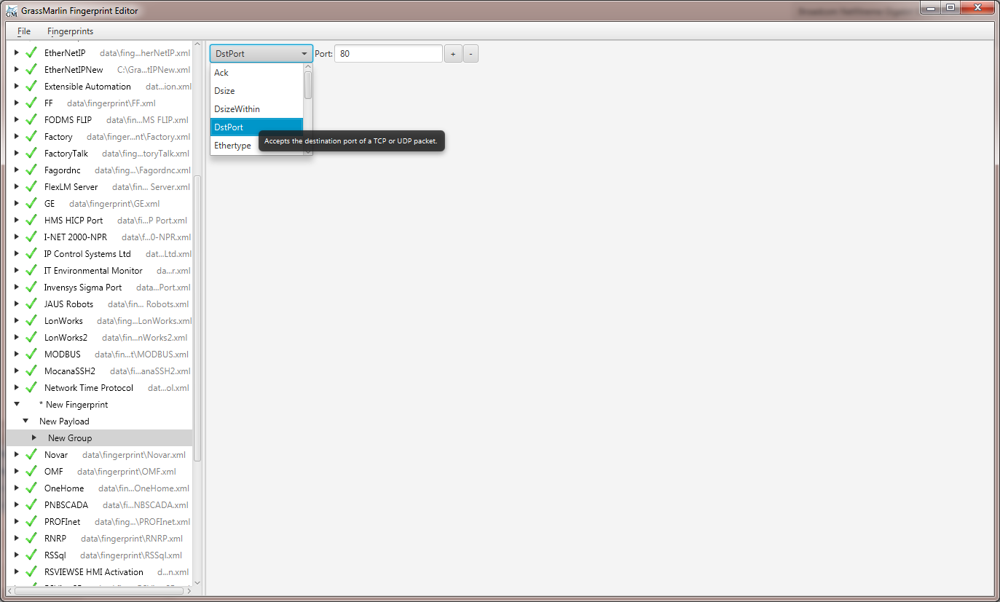 GrassMarlin Fingerprint Editor
File Fingerprints
EtherNetIP data\fing...herNetIP.xml
EtherNetIPNew C:\Gra...tIPNew.xml
Extensible Automation dat...ion.xml
FF data\fingerprint\FF.xml
FODMS FLIP data\fin...MS FLIP.xml
Factory data\finger...nt\Factory.xml
FactoryTalk data\fing...toryTalk.xml
Fagordnc data\fing...\Fagordnc.xml
FlexLM Server data\fin... Server.xml
GE data\fingerprint\GE.xml
HMS HICP Port data\fi...P Port.xml
I-NET 2000-NPR data\f...0-NPR.xml
IP Control Systems Ltd dat...Ltd.xml
IT Environmental Monitor da...r.xml
Invensys Sigma Port data...Port.xml
JAUS Robots data\fin... Robots.xml
LonWorks data\fing...LonWorks.xml
LonWorks2 data\fin...nWorks2.xml
MODBUS data\fin...t\MODBUS.xml
MocanaSSH2 data\fi...anaSSH2.xml
Network Time Protocol dat...ol.xml
* New Fingerprint
New Payload
New Group
Novar data\fingerprint\Novar.xml
OMF data\fingerprint\OMF.xml
OneHome data\fin...OneHome.xml
PNBSCADA data\fi...NBSCADA.xml
PROFInet data\fing...\PROFInet.xml
RNRP data\fingerprint\RNRP.xml
RSSql data\fingerprint\RSSql.xml
RSVIEWSE HMI Activation d...n.xml
DstPort Port: 80 + -
Ack
Dsize
DsizeWithin
DstPort
Accepts the destination port of a TCP or UDP packet.
Ethertype